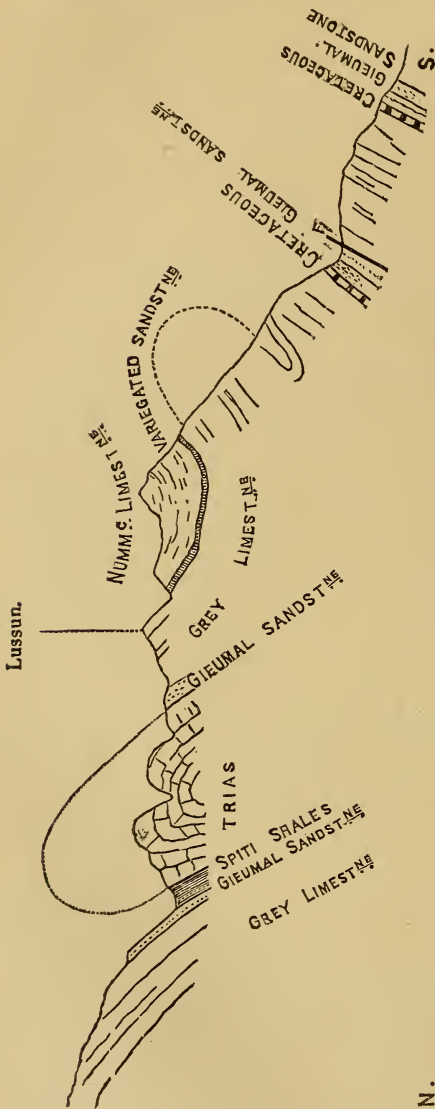 Lussun.
NUMMC. LIMESTNE
VARIEGATED SANDSTNE
CRETACEOUS
GIEUMAL. SANDSTNE
F
CRETACEOUS
GIEUMAL.
SANDSTONE
GREY LIMESTNE
GIEUMAL SANDSTNE
TRIAS
SPITI SHALES
GIEUMAL SANDSTNE
GREY LIMESTNE
N.
S.